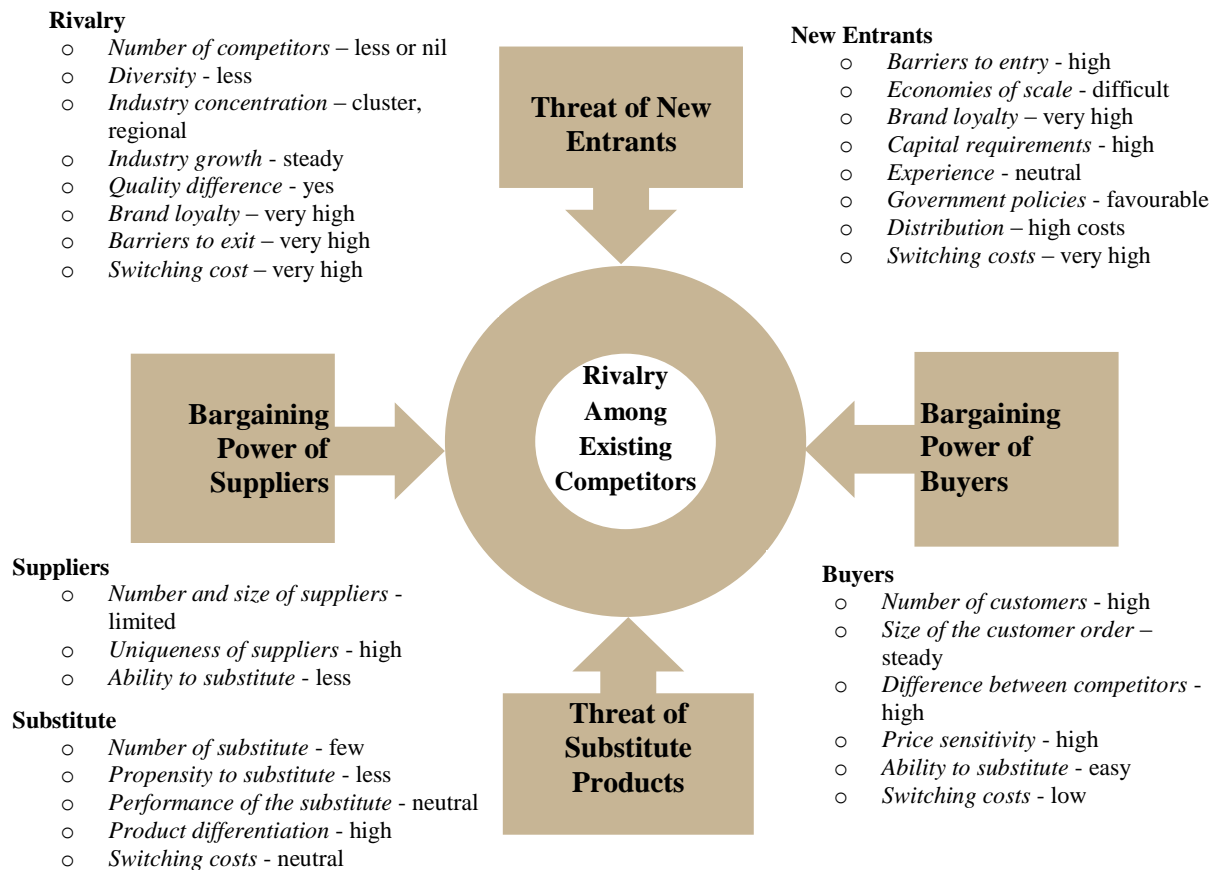 Rivalry
o Number of competitors – less or nil
o Diversity - less
o Industry concentration – cluster,
regional
o Industry growth - steady
o Quality difference - yes
o Brand loyalty – very high
o Barriers to exit – very high
o Switching cost – very high
Threat of New
Entrants
New Entrants
o Barriers to entry - high
o Economies of scale - difficult
o Brand loyalty – very high
o Capital requirements - high
o Experience - neutral
o Government policies - favourable
o Distribution – high costs
o Switching costs – very high
Bargaining
Power of
Suppliers
Rivalry
Among
Existing
Competitors
Bargaining
Power of
Buyers
Suppliers
o Number and size of suppliers -
limited
o Uniqueness of suppliers - high
o Ability to substitute - less
Substitute
o Number of substitute - few
o Propensity to substitute - less
o Performance of the substitute - neutral
o Product differentiation - high
o Switching costs - neutral
Threat of
Substitute
Products
Buyers
o Number of customers - high
o Size of the customer order –
steady
o Difference between competitors -
high
o Price sensitivity - high
o Ability to substitute - easy
o Switching costs - low